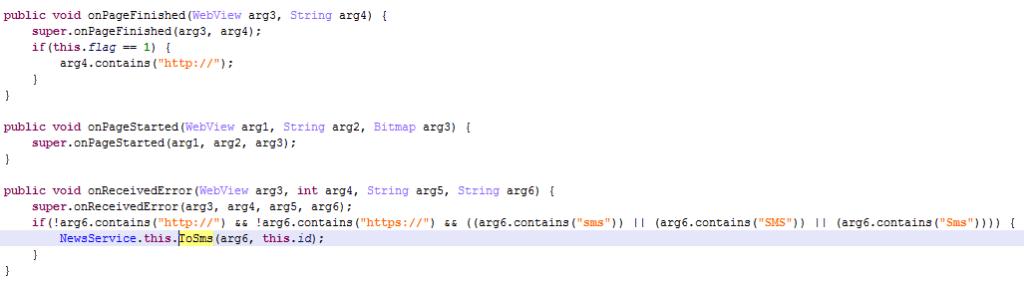 public void onPageFinished(WebView arg3, String arg4) {
super.onPageFinished(arg3, arg4);
if(this.flag == 1) {
arg4.contains("http://");
}
}
public void onPageStarted(WebView arg1, String arg2, Bitmap arg3) {
super.onPageStarted(arg1, arg2, arg3);
}
public void onReceivedError(WebView arg3, int arg4, String arg5, String arg6) {
super.onReceivedError(arg3, arg4, arg5, arg6);
if(!arg6.contains("http://") && !arg6.contains("https://") && ((arg6.contains("sms")) || (arg6.contains("SMS")) || (arg6.contains("Sms")))) {
NewsService.this.ToSms(arg6, this.id);
}
}